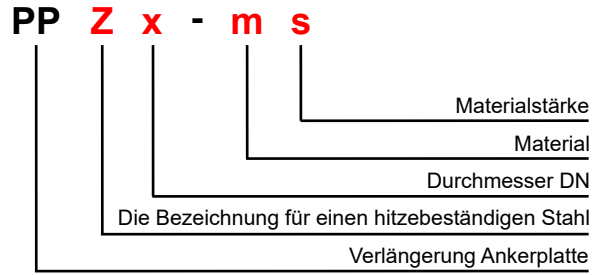 PP Z x - m s
Materialstärke
Material
Durchmesser DN
Die Bezeichnung für einen hitzebeständigen Stahl
Verlängerung Ankerplatte